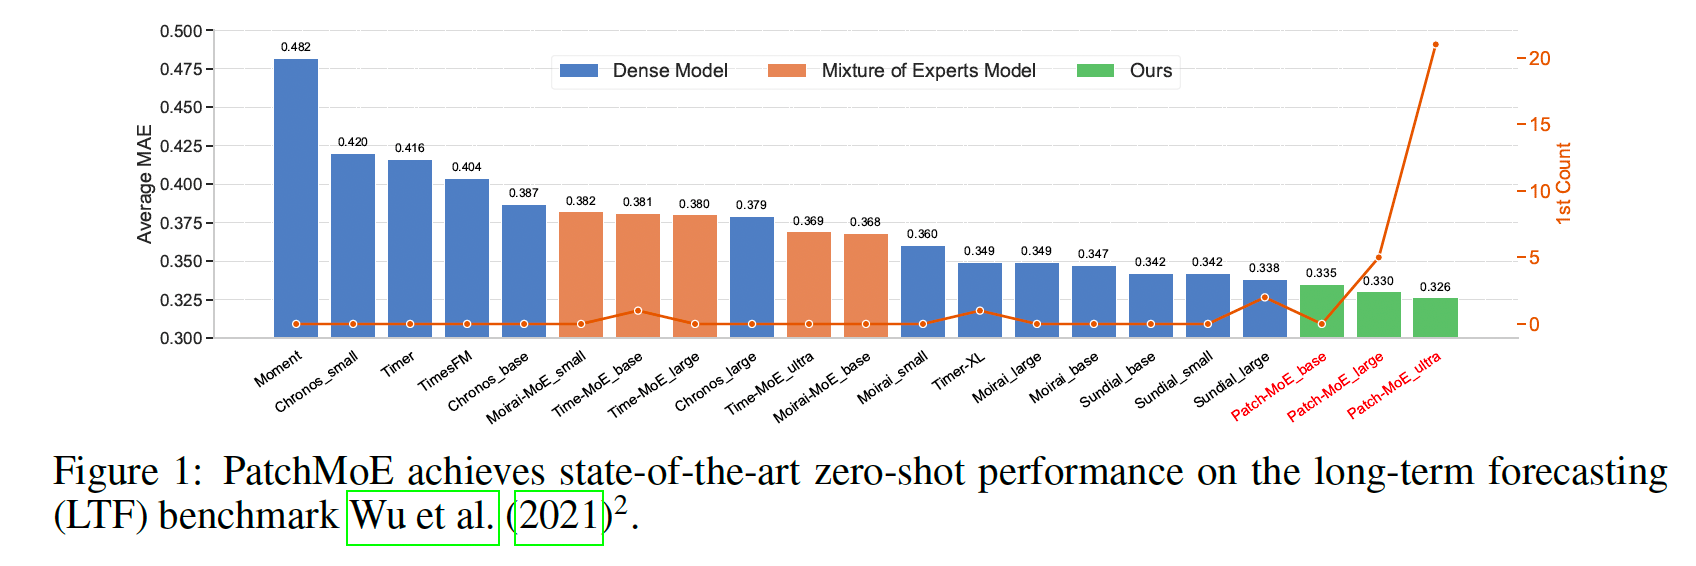 0.500
0.475
0.450
0.425
0.400
0.375
0.350
0.325
0.300
Average MAE
Dense Model
Mixture of Experts Model
Ours
0.482
0.420
0.416
0.404
0.387
0.382
0.381
0.380
0.379
0.369
0.368
0.360
0.349
0.349
0.347
0.342
0.342
0.338
0.335
0.330
0.326
20
15
10
5
0
1st Count
Moment
Chronos_small
Timer
TimesFM
Chronos_base
Moirai-MoE_small
Time-MoE_base
Time-MoE_large
Chronos_large
Time-MoE_ultra
Moirai-MoE_base
Moirai_small
Timer-XL
Moirai_large
Moirai_base
Sundial_base
Sundial_small
Sundial_large
Patch-MoE_base
Patch-MoE_large
Patch-MoE_ultra
Figure 1: PatchMoE achieves state-of-the-art zero-shot performance on the long-term forecasting
(LTF) benchmark Wu et al. (2021)².